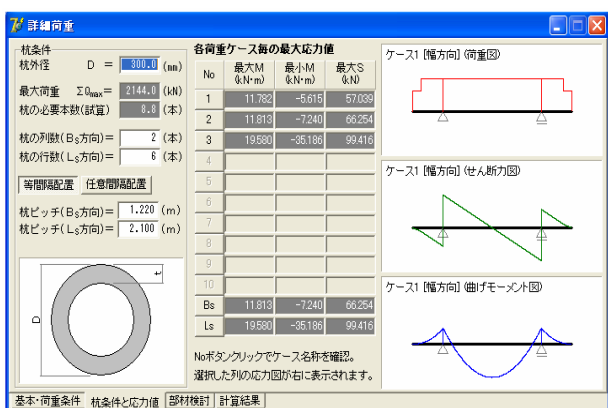 詳細荷重
杭条件
杭外径 D = 300.0 (mm)
最大荷重 ΣQmax= 2144.0 (kN)
杭の必要本数(試算) 8.8 (本)
杭の列数(BS方向)= 2 (本)
杭の行数(LS方向)= 6 (本)
等間隔配置 任意間隔配置
杭ピッチ(BS方向)= 1.220 (m)
杭ピッチ(LS方向)= 2.100 (m)
D
t
各荷重ケース毎の最大応力値
No 最大M (kN・m) 最小M (kN・m) 最大S (kN)
1 11.782 -5.615 57.039
2 11.813 -7.240 66.254
3 19.580 -35.186 99.416
4
5
6
7
8
9
10
Bs 11.813 -7.240 66.254
Ls 19.580 -35.186 99.416
Noボタンクリックでケース名称を確認。
選択した列の応力図が右に表示されます。
ケース1 [幅方向] (荷重図)
ケース1 [幅方向] (せん断力図)
ケース1 [幅方向] (曲げモーメント図)
基本・荷重条件 杭条件と応力値 部材検討 計算結果